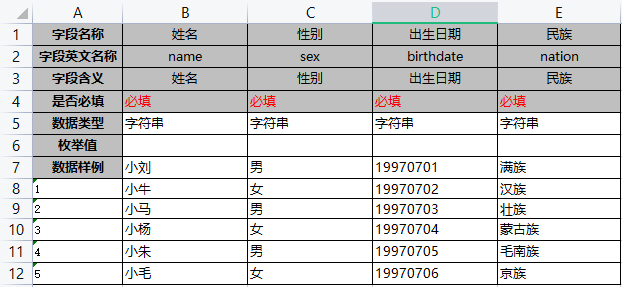 A B C D E
1 字段名称 姓名 性别 出生日期 民族
2 字段英文名称 name sex birthdate nation
3 字段含义 姓名 性别 出生日期 民族
4 是否必填 必填 必填 必填 必填
5 数据类型 字符串 字符串 字符串 字符串
6 枚举值
7 数据样例 小刘 男 19970701 满族
8 1 小牛 女 19970702 汉族
9 2 小马 男 19970703 壮族
10 3 小杨 女 19970704 蒙古族
11 4 小朱 男 19970705 毛南族
12 5 小毛 女 19970706 京族